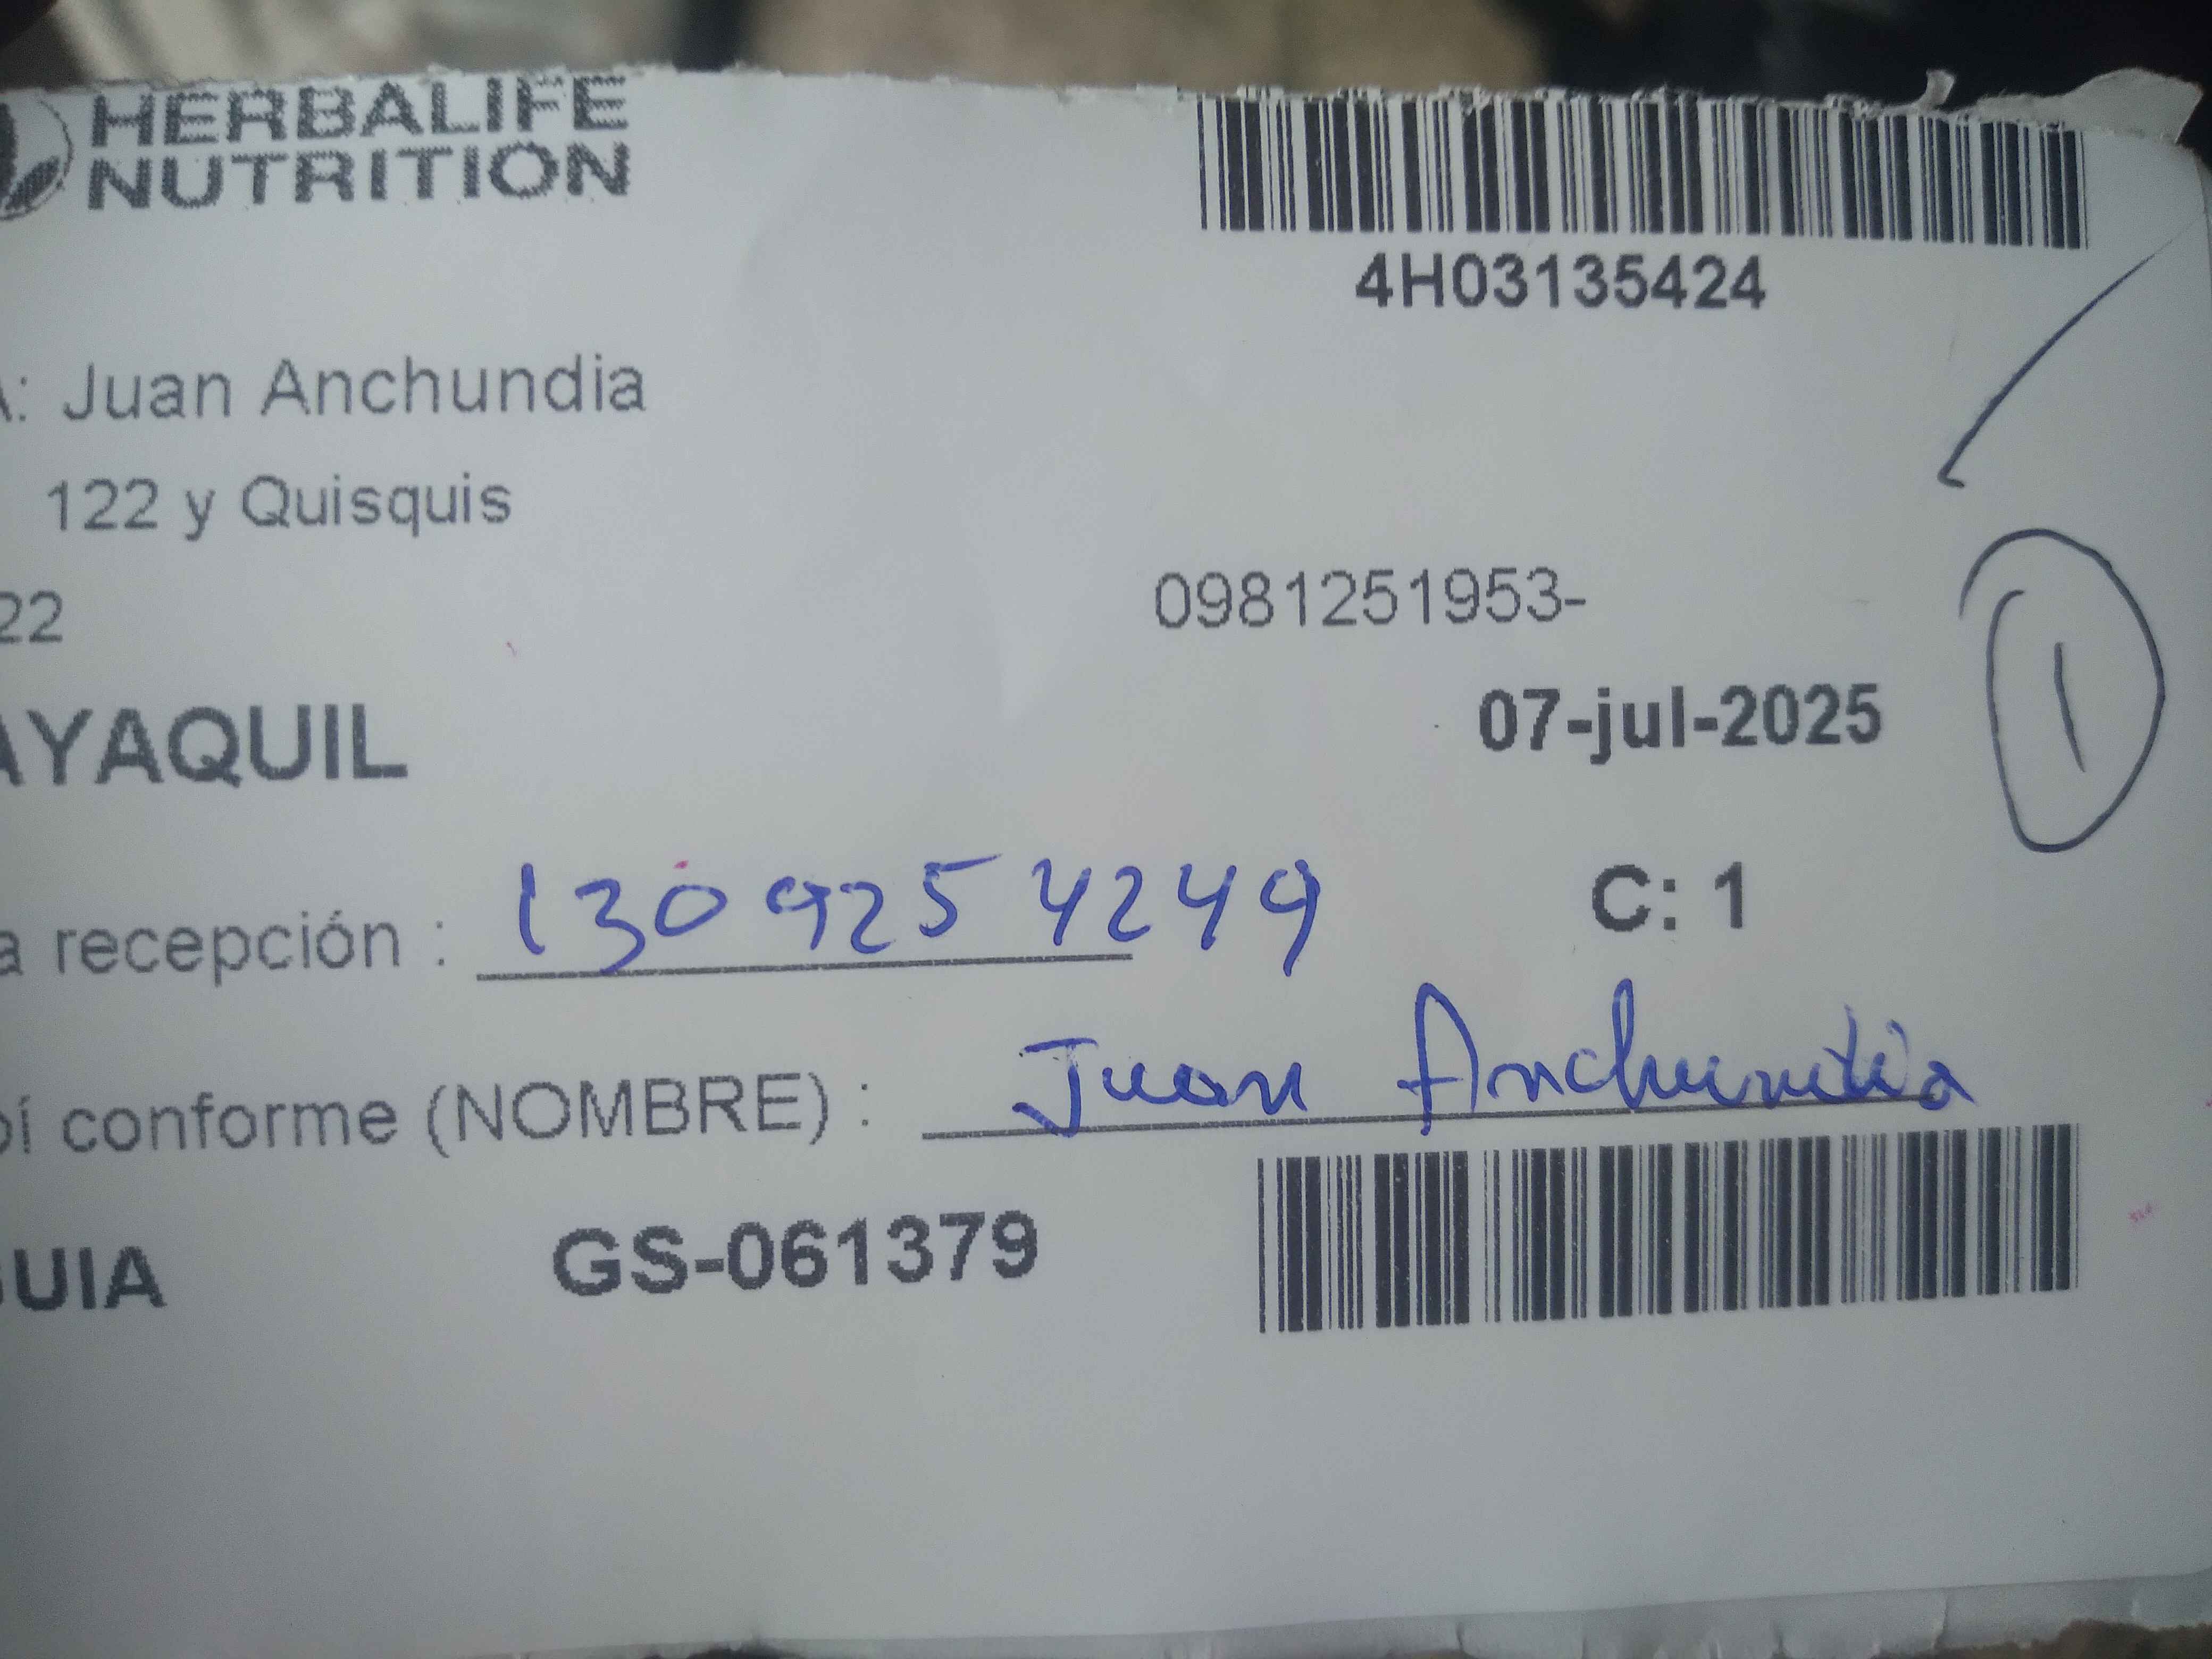 HERBALIFE
NUTRITION
4H03135424
A: Juan Anchundia
122 y Quisquis
22
0981251953-
AYAQUIL
07-jul-2025
1
a recepción : 1309254249
C: 1
bí conforme (NOMBRE) : Juan Anchundia
UIA GS-061379